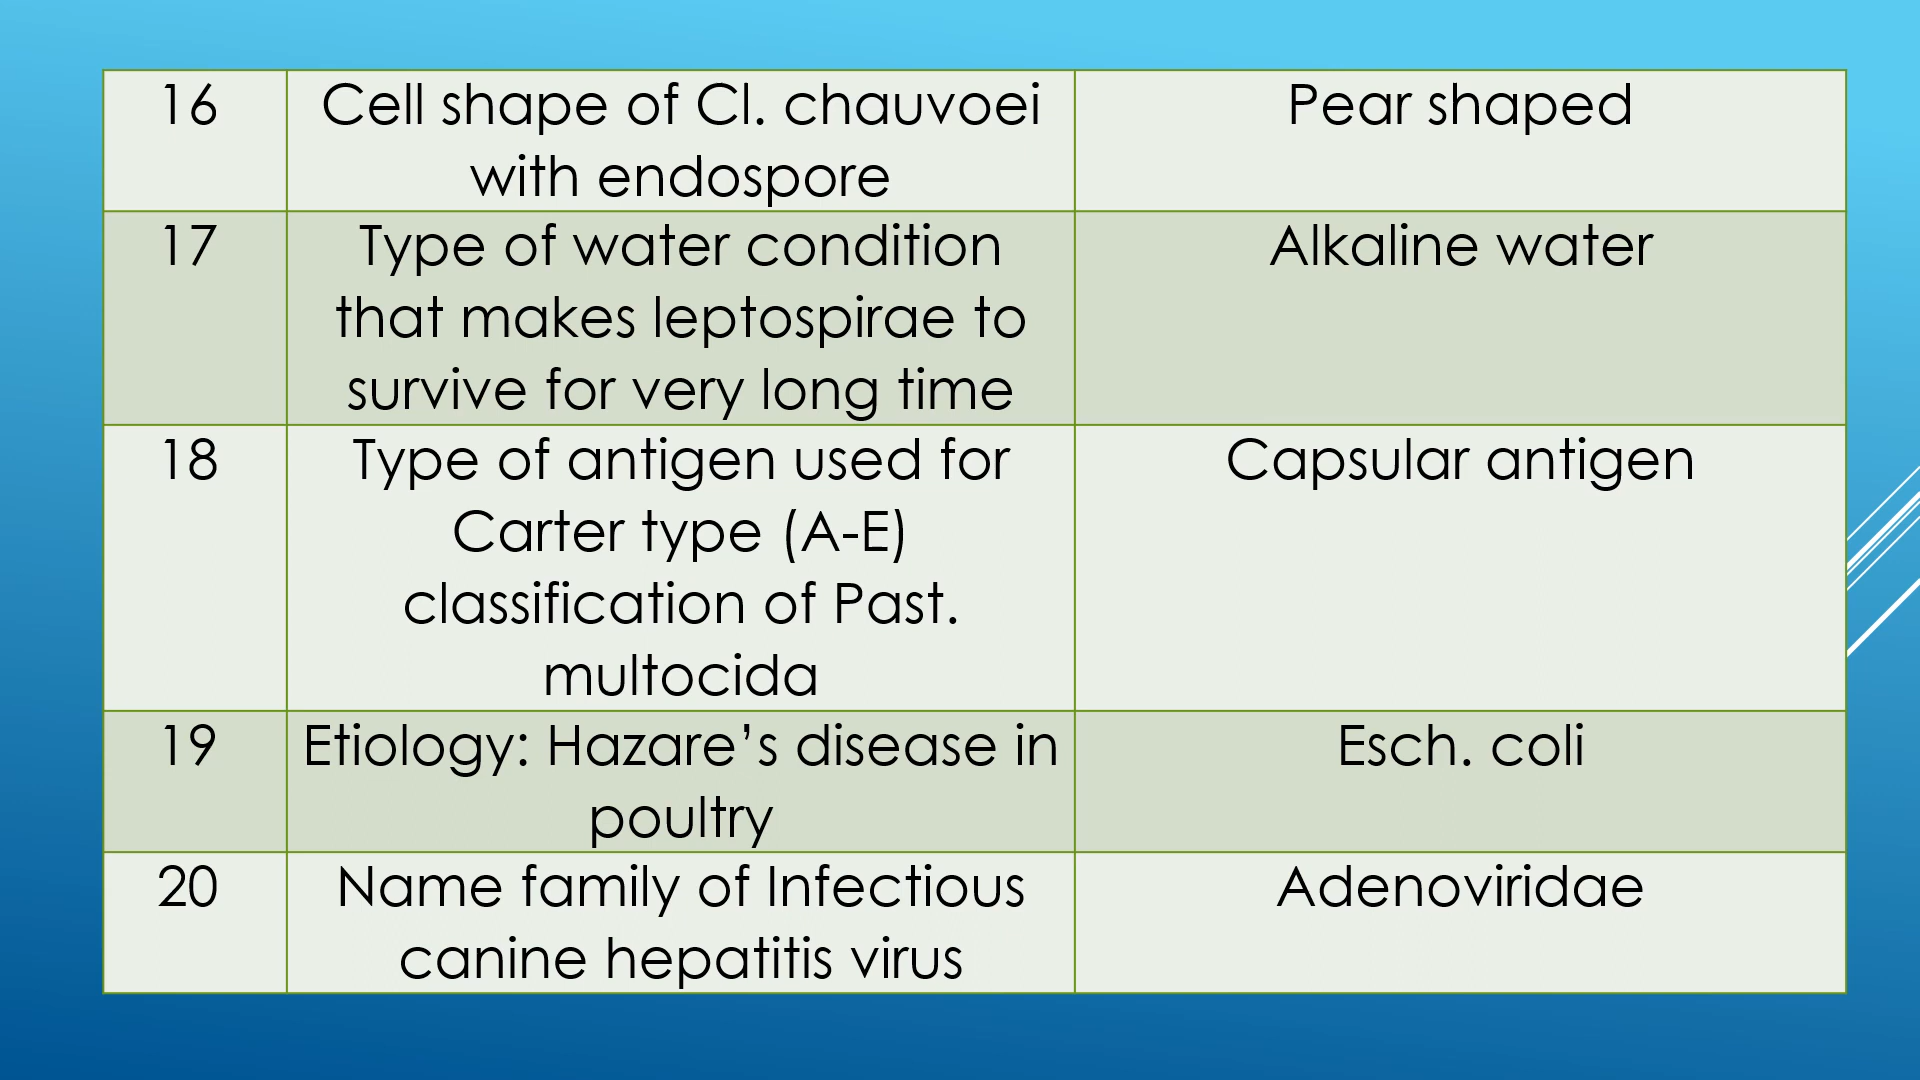 16 Cell shape of Cl. chauvoei Pear shaped
with endospore
17 Type of water condition Alkaline water
that makes leptospirae to
survive for very long time
18 Type of antigen used for Capsular antigen
Carter type (A-E)
classification of Past.
multocida
19 Etiology: Hazare’s disease in Esch. coli
poultry
20 Name family of Infectious Adenoviridae
canine hepatitis virus